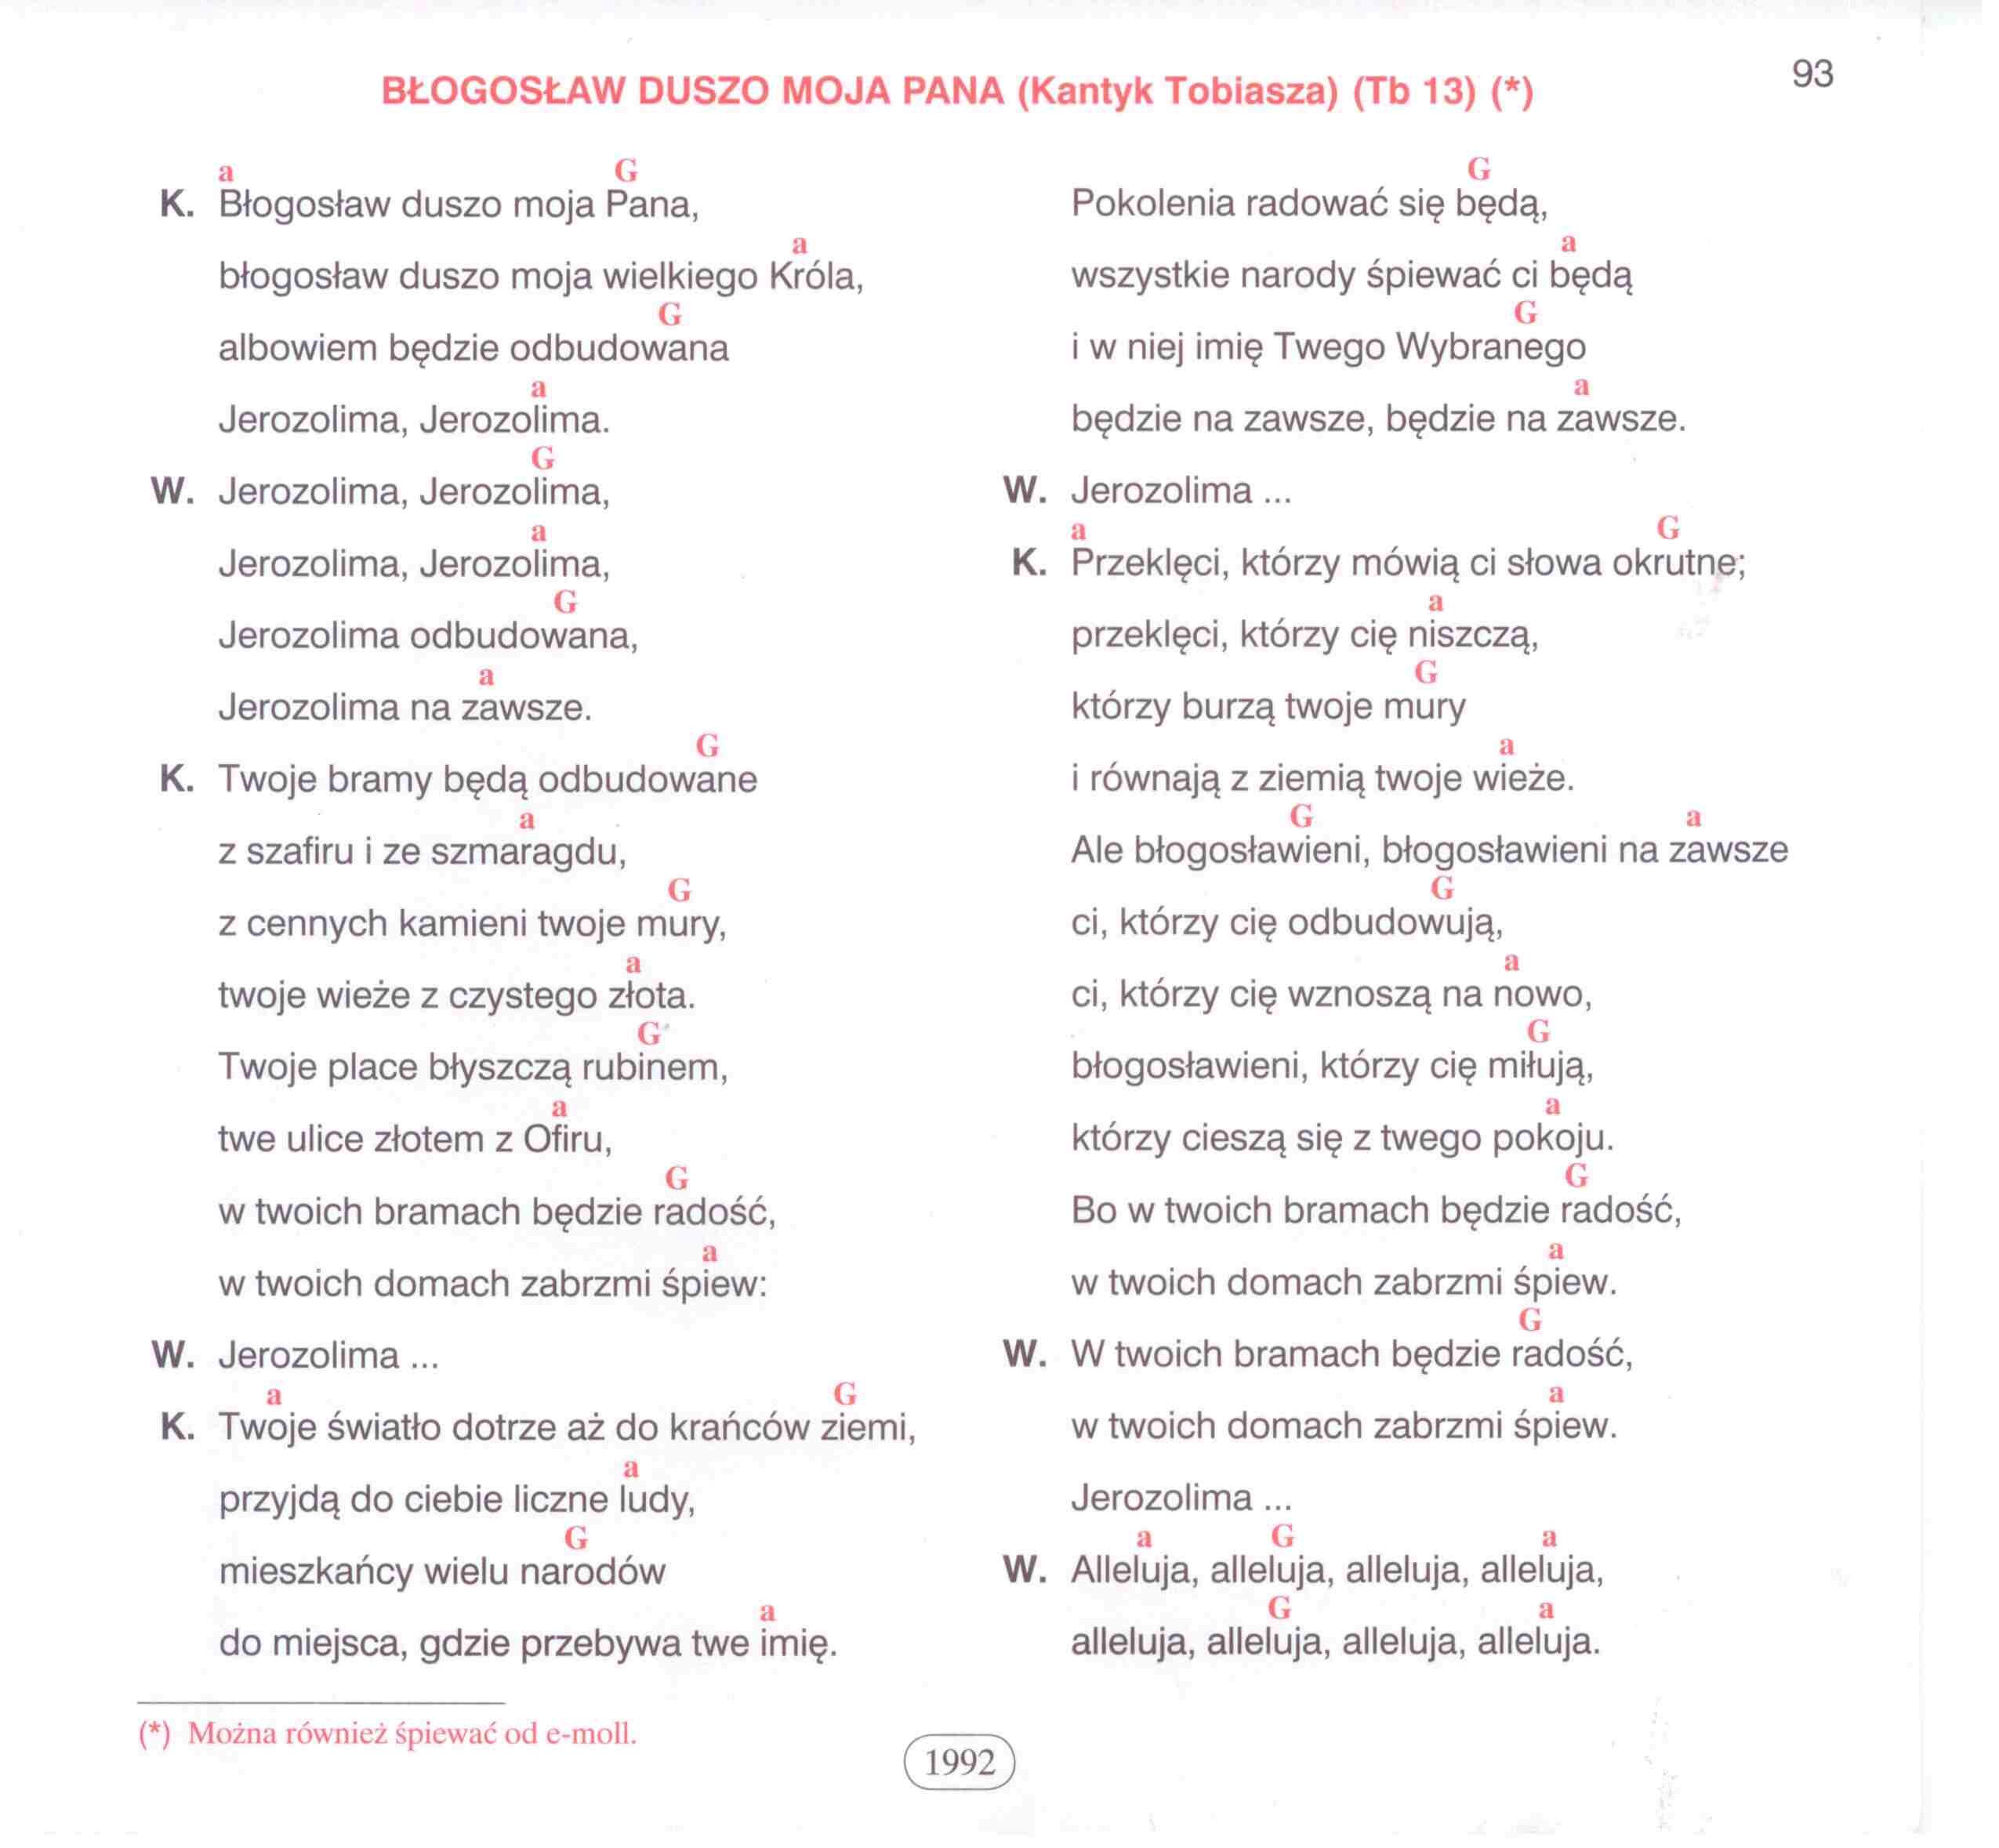 93
BŁOGOSŁAW DUSZO MOJA PANA (Kantyk Tobiasza) (Tb 13) (*)
a G
K. Błogosław duszo moja Pana,
a
błogosław duszo moja wielkiego Króla,
G
albowiem będzie odbudowana
a
Jerozolima, Jerozolima.
G
W. Jerozolima, Jerozolima,
a
Jerozolima, Jerozolima,
G
Jerozolima odbudowana,
a
Jerozolima na zawsze.
G
K. Twoje bramy będą odbudowane
a
z szafiru i ze szmaragdu,
G
z cennych kamieni twoje mury,
a
twoje wieże z czystego złota.
G
Twoje place błyszczą rubinem,
a
twe ulice złotem z Ofiru,
G
w twoich bramach będzie radość,
a
w twoich domach zabrzmi śpiew:
W. Jerozolima ...
a G
K. Twoje światło dotrze aż do krańców ziemi,
a
przyjdą do ciebie liczne ludy,
G
mieszkańcy wielu narodów
a
do miejsca, gdzie przebywa twe imię.
G
Pokolenia radować się będą,
a
wszystkie narody śpiewać ci będą
G
i w niej imię Twego Wybranego
a
będzie na zawsze, będzie na zawsze.
W. Jerozolima ...
a G
K. Przeklęci, którzy mówią ci słowa okrutne;
a
przeklęci, którzy cię niszczą,
G
którzy burzą twoje mury
a
i równają z ziemią twoje wieże.
G a
Ale błogosławieni, błogosławieni na zawsze
G
ci, którzy cię odbudowują,
a
ci, którzy cię wznoszą na nowo,
G
błogosławieni, którzy cię miłują,
a
którzy cieszą się z twego pokoju.
G
Bo w twoich bramach będzie radość,
a
w twoich domach zabrzmi śpiew.
G
W. W twoich bramach będzie radość,
a
w twoich domach zabrzmi śpiew.
Jerozolima ...
a G a
W. Alleluja, alleluja, alleluja, alleluja,
G a
alleluja, alleluja, alleluja, alleluja.
(*) Można również śpiewać od e-moll.
1992